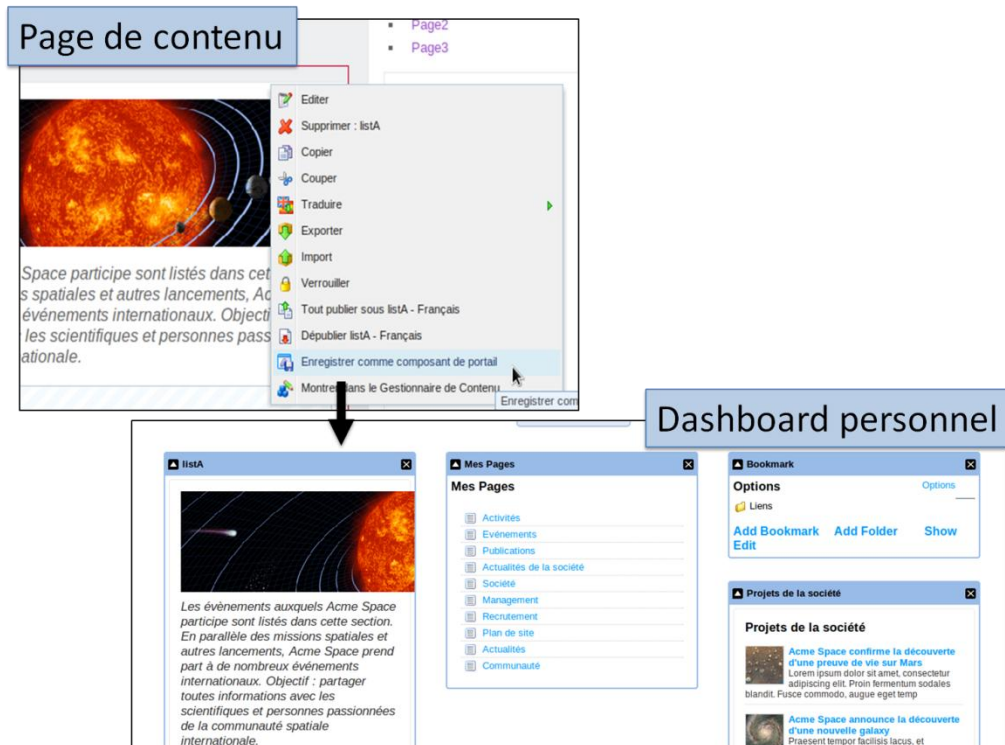 Page de contenu
Page2
Page3
Editer
Supprimer : listA
Copier
Couper
Traduire
Exporter
Import
Verrouiller
Tout publier sous listA - Français
Dépublier listA - Français
Enregistrer comme composant de portail
Montrer dans le Gestionnaire de Contenu
Enregistrer com
Space participe sont listés dans cet
s spatiales et autres lancements, Ac
événements internationaux. Objecti
les scientifiques et personnes pass
ationale.
Dashboard personnel
listA
Les évènements auxquels Acme Space
participe sont listés dans cette section.
En parallèle des missions spatiales et
autres lancements, Acme Space prend
part à de nombreux événements
internationaux. Objectif : partager
toutes informations avec les
scientifiques et personnes passionnées
de la communauté spatiale
internationale.
Mes Pages
Mes Pages
Activités
Evénements
Publications
Actualités de la société
Société
Management
Recrutement
Plan de site
Actualités
Communauté
Bookmark
Options Options
Liens
Add Bookmark Add Folder Show
Edit
Projets de la société
Projets de la société
Acme Space confirme la découverte
d'une preuve de vie sur Mars
Lorem ipsum dolor sit amet, consectetur
adipiscing elit. Proin fermentum sodales
blandit. Fusce commodo, augue eget temp
Acme Space announce la découverte
d'une nouvelle galaxy
Praesent tempor facilisis lacus, et